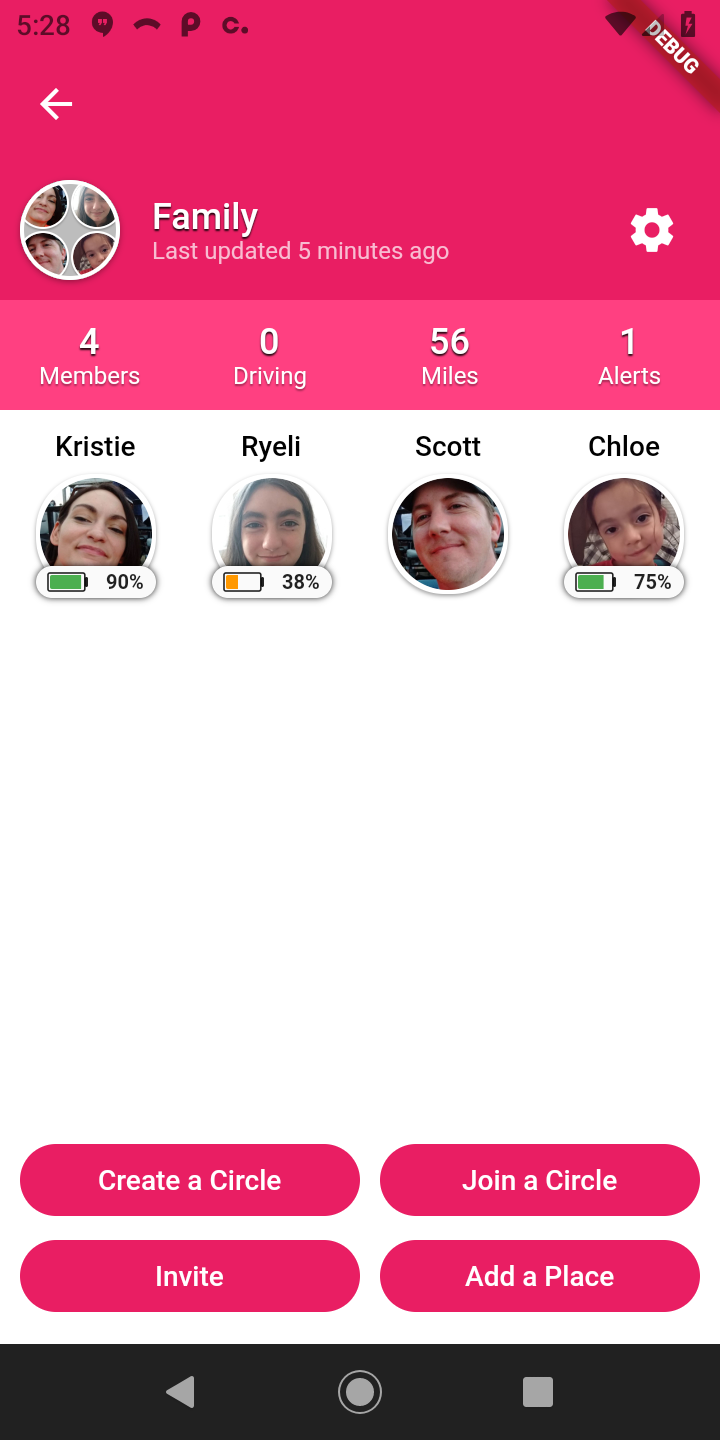 5:28
DEBUG
Family
Last updated 5 minutes ago
4 0 56 1
Members Driving Miles Alerts
Kristie Ryeli Scott Chloe
90% 38% 75%
Create a Circle Join a Circle
Invite Add a Place